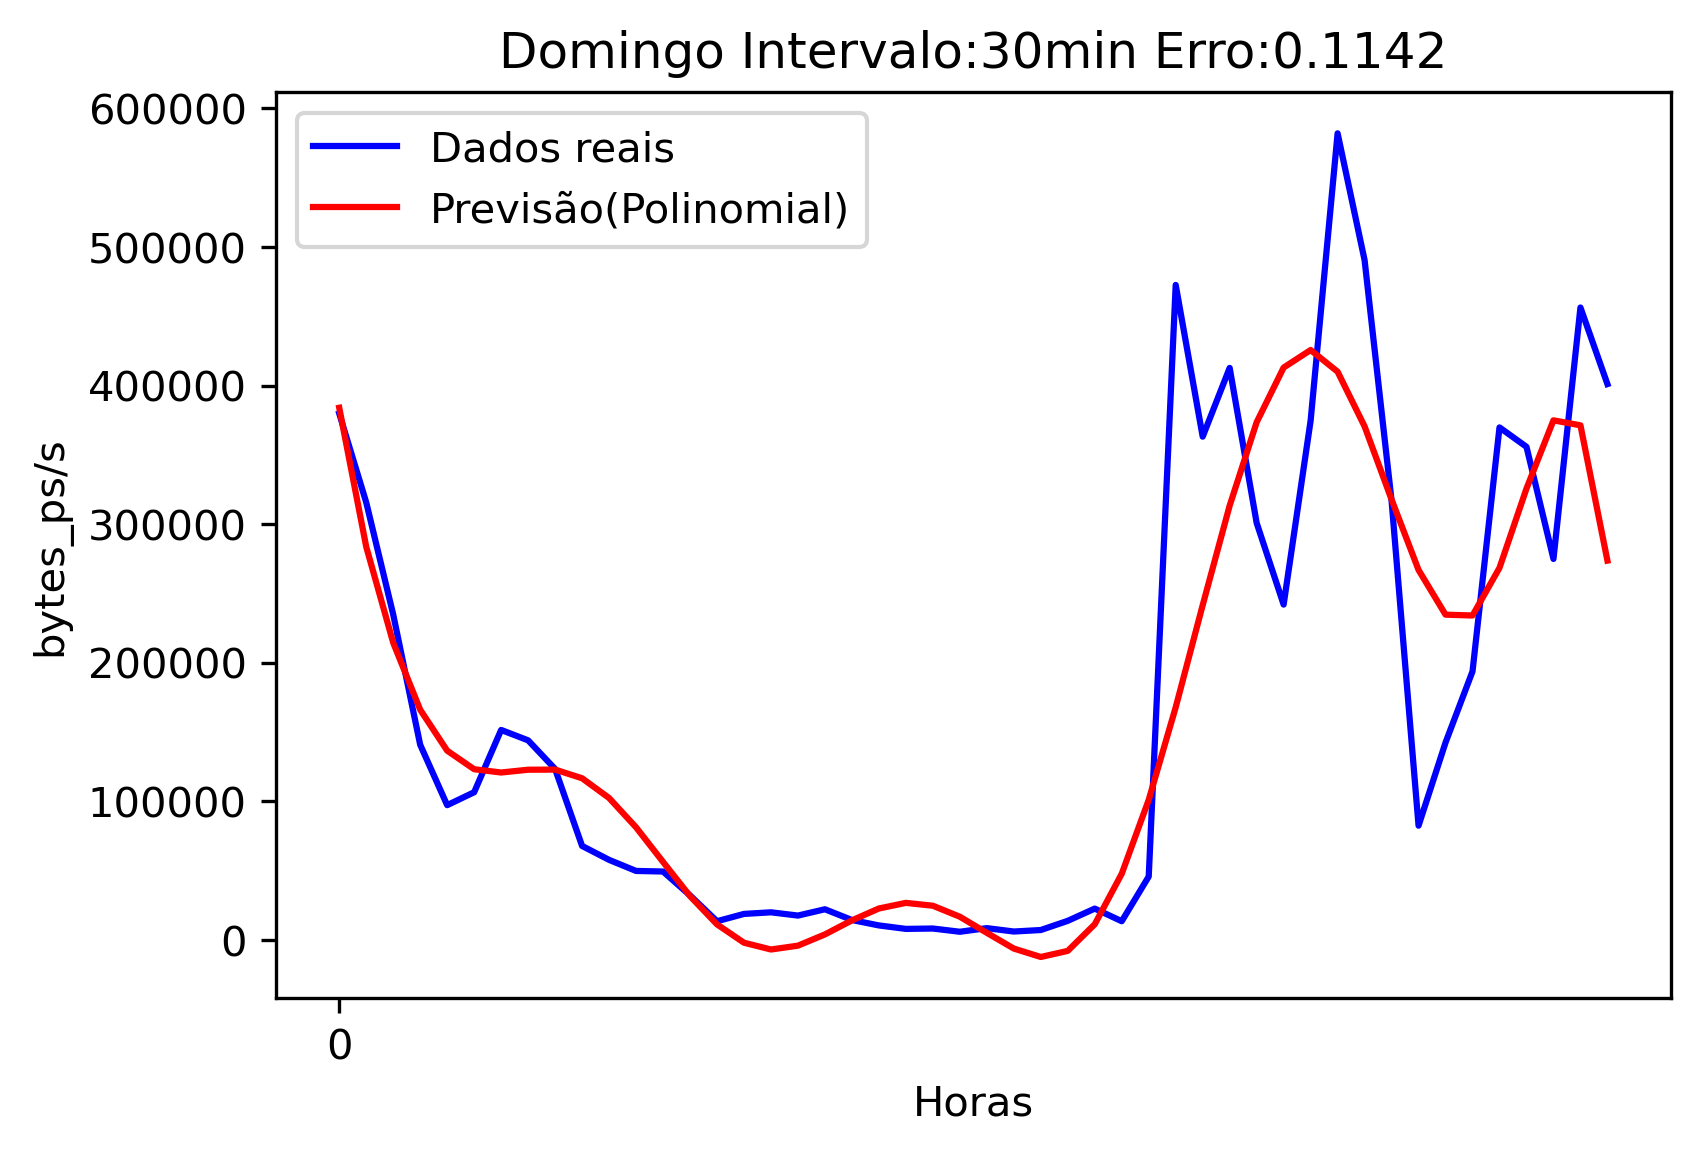 Domingo Intervalo:30min Erro:0.1142
600000
500000
400000
300000
200000
100000
0
bytes_ps/s
Dados reais
Previsão(Polinomial)
0
Horas